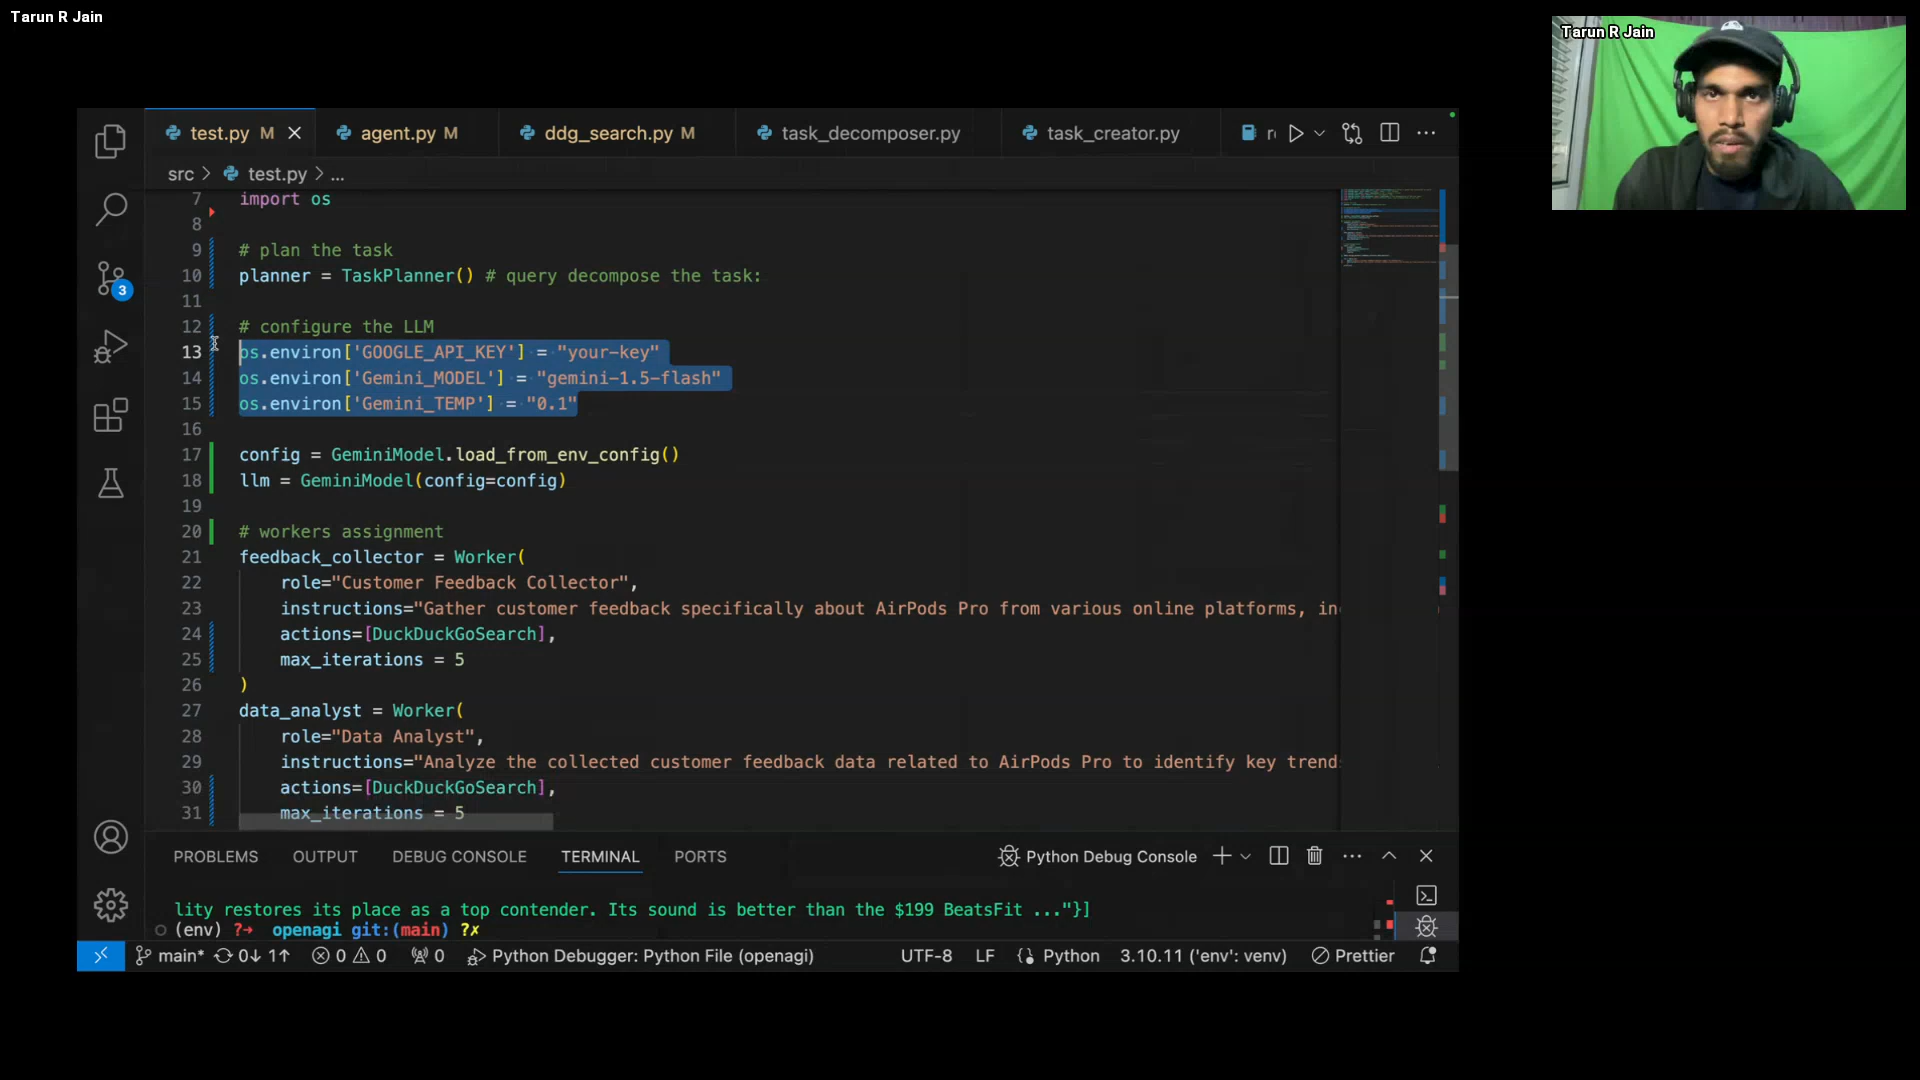 Tarun R Jain
Tarun R Jain
test.py M
agent.py M
ddg_search.py M
task_decomposer.py
task_creator.py
src > test.py > ...
7 import os
8
9 # plan the task
10 planner = TaskPlanner() # query decompose the task:
11
12 # configure the LLM
13 os.environ['GOOGLE_API_KEY'] = "your-key"
14 os.environ['Gemini_MODEL'] = "gemini-1.5-flash"
15 os.environ['Gemini_TEMP'] = "0.1"
16
17 config = GeminiModel.load_from_env_config()
18 llm = GeminiModel(config=config)
19
20 # workers assignment
21 feedback_collector = Worker(
22 role="Customer Feedback Collector",
23 instructions="Gather customer feedback specifically about AirPods Pro from various online platforms, in
24 actions=[DuckDuckGoSearch],
25 max_iterations = 5
26 )
27 data_analyst = Worker(
28 role="Data Analyst",
29 instructions="Analyze the collected customer feedback data related to AirPods Pro to identify key trend
30 actions=[DuckDuckGoSearch],
31 max_iterations = 5
3
PROBLEMS OUTPUT DEBUG CONSOLE TERMINAL PORTS
Python Debug Console
lity restores its place as a top contender. Its sound is better than the $199 BeatsFit ..."}]
(env) ?→ openagi git:(main) ?✗
main* 0↓ 1↑ 0 0 0 Python Debugger: Python File (openagi) UTF-8 LF Python 3.10.11 ('env': venv) Prettier